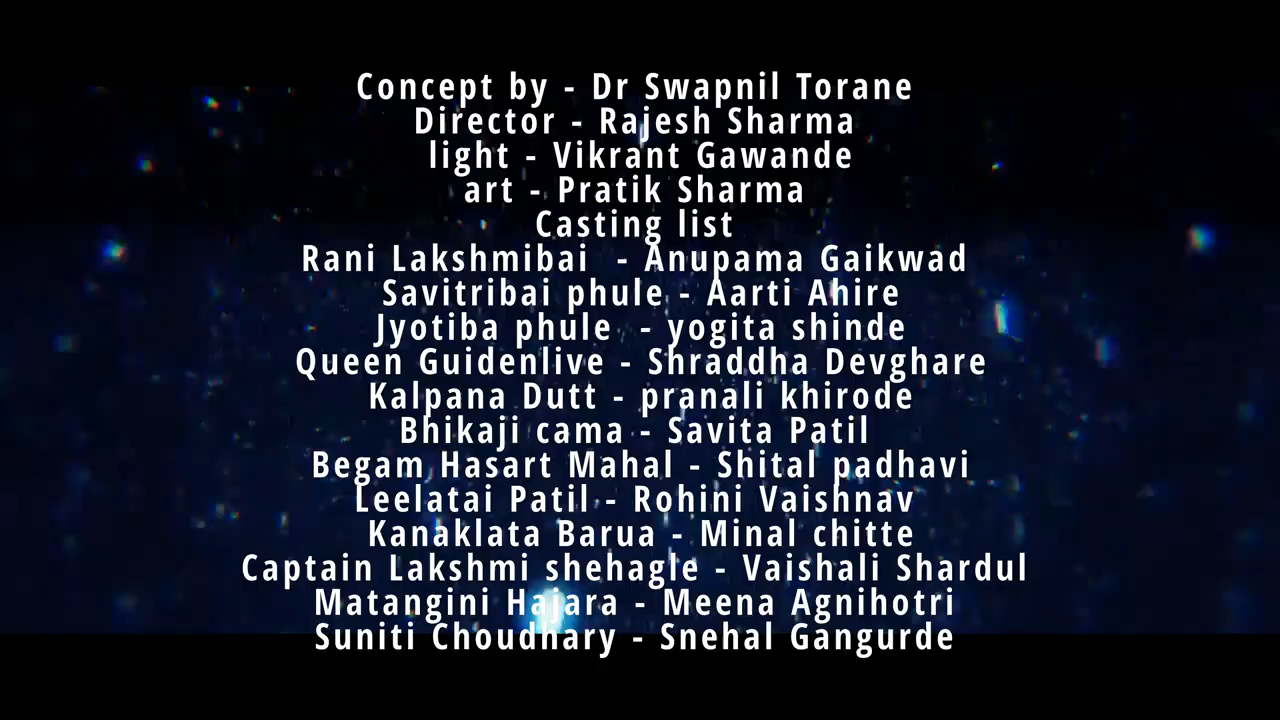 Concept by - Dr Swapnil Torane
Director - Rajesh Sharma
light - Vikrant Gawande
art - Pratik Sharma
Casting list
Rani Lakshmibai - Anupama Gaikwad
Savitribai phule - Aarti Ahire
Jyotiba phule - yogita shinde
Queen Guidenlive - Shraddha Devghare
Kalpana Dutt - pranali khirode
Bhikaji cama - Savita Patil
Begam Hasart Mahal - Shital padhavi
Leelatai Patil - Rohini Vaishnav
Kanaklata Barua - Minal chitte
Captain Lakshmi shehagle - Vaishali Shardul
Matangini Hajara - Meena Agnihotri
Suniti Choudhary - Snehal Gangurde